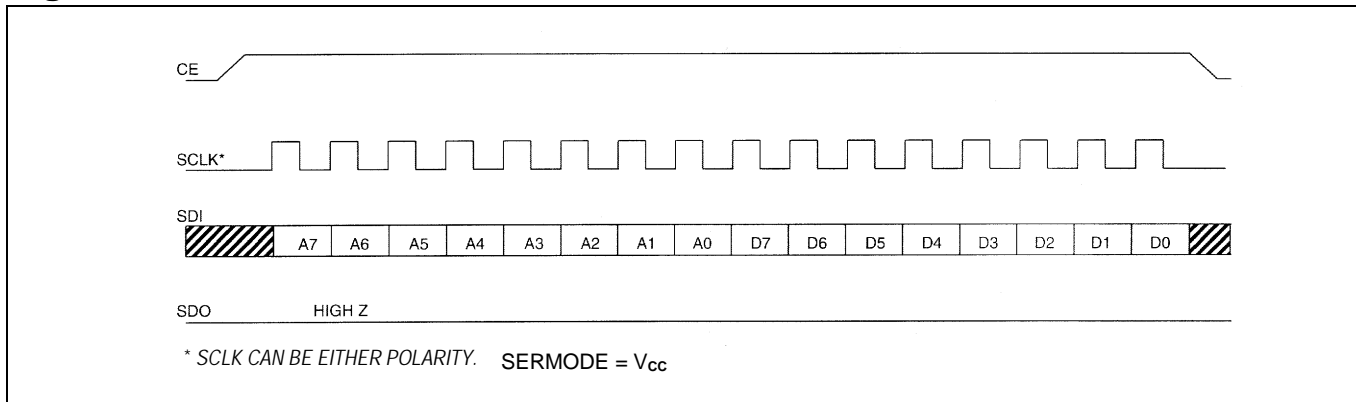 CE
SCLK*
SDI
A7 A6 A5 A4 A3 A2 A1 A0 D7 D6 D5 D4 D3 D2 D1 D0
SDO HIGH Z
* SCLK CAN BE EITHER POLARITY. SERMODE = VCC